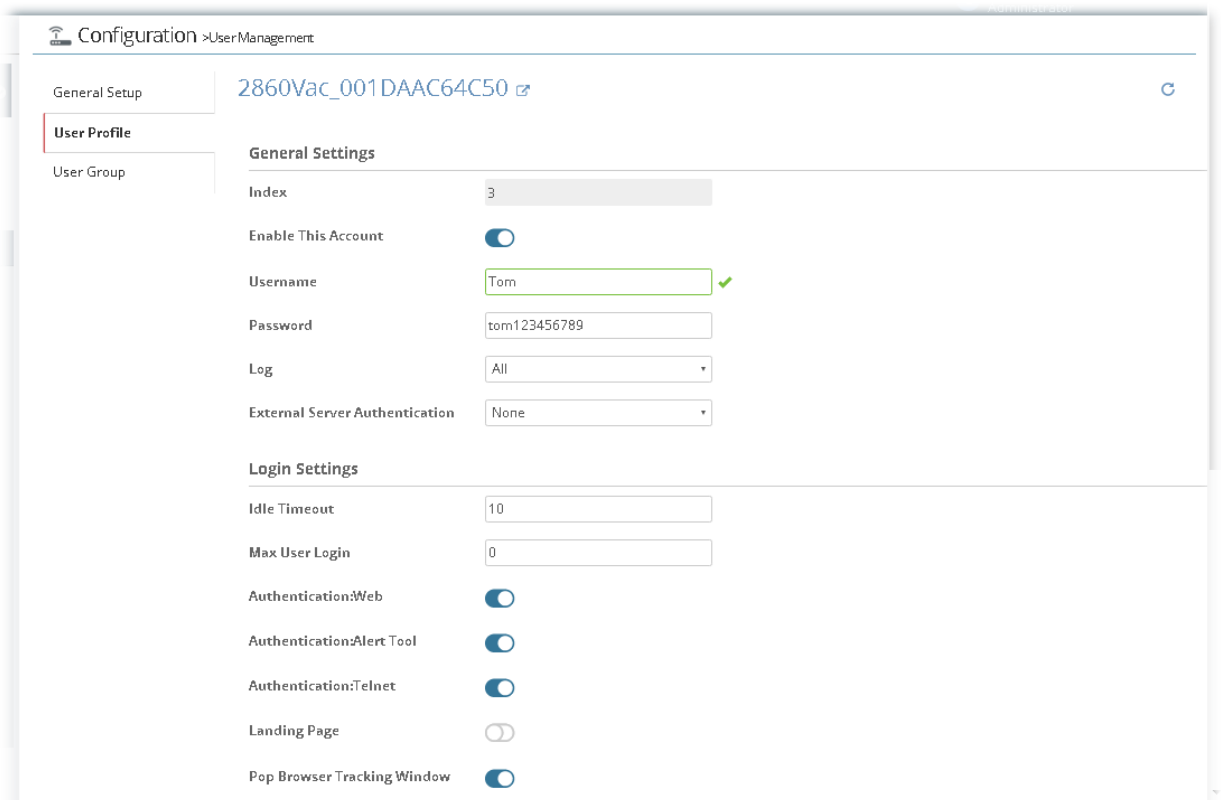 Configuration >User Management
General Setup
User Profile
User Group
2860Vac_001DAAC64C50
General Settings
Index 3
Enable This Account
Username Tom
Password tom123456789
Log All
External Server Authentication None
Login Settings
Idle Timeout 10
Max User Login 0
Authentication:Web
Authentication:Alert Tool
Authentication:Telnet
Landing Page
Pop Browser Tracking Window